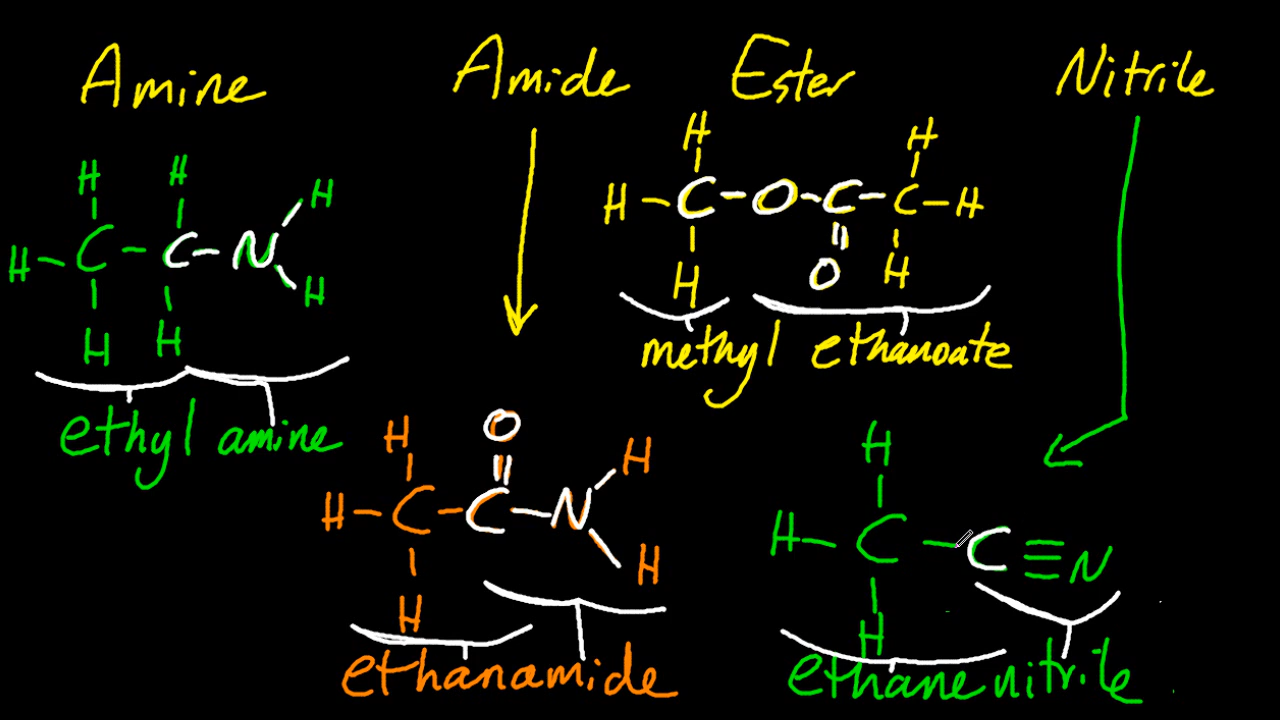 Amine Amide Ester Nitrile
H H
H H
H – C – O – C – C – H
H H
H – C – C – N
O
H H
H
H H
methyl ethanoate
O
ethyl amine
H H
H
H – C – C – N
H – C – C ≡ N
H
H
H
ethanamide
ethanenitrile